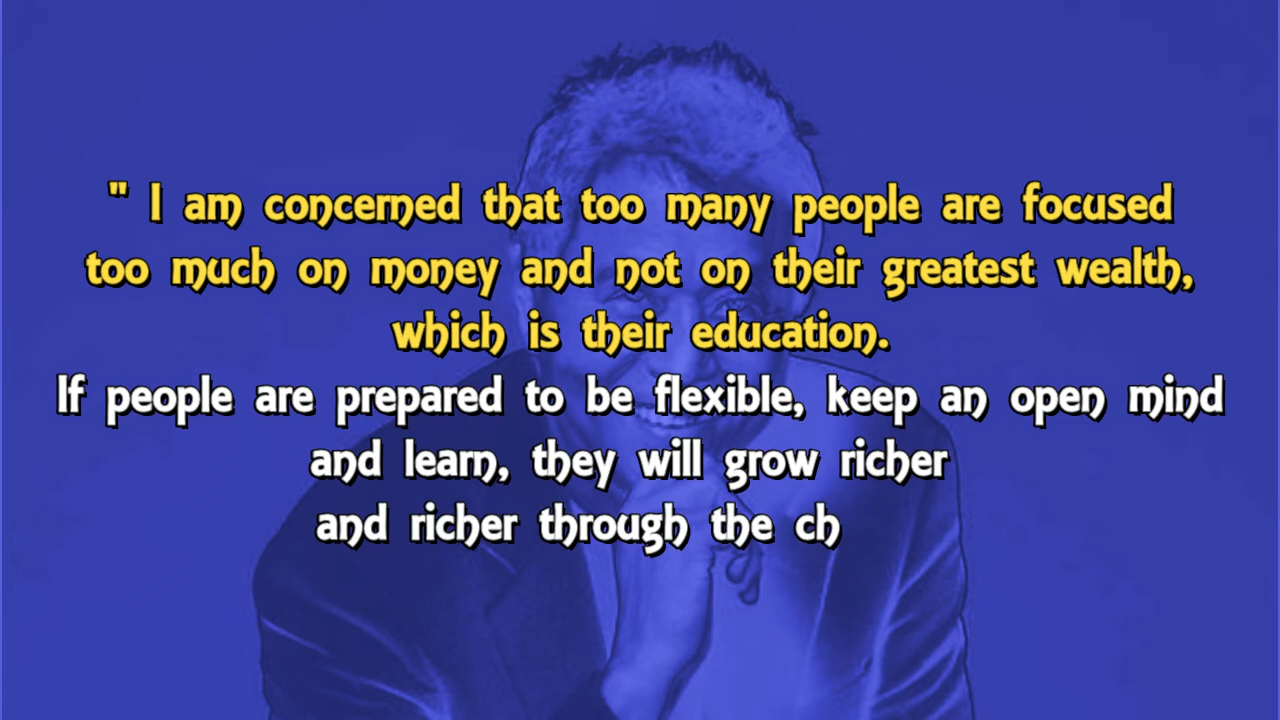 " I am concerned that too many people are focused
too much on money and not on their greatest wealth,
which is their education.
If people are prepared to be flexible, keep an open mind
and learn, they will grow richer
and richer through the ch